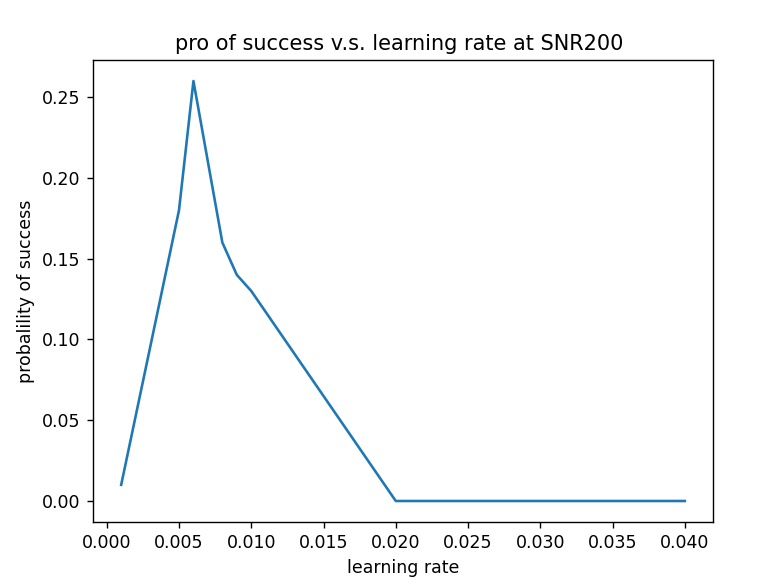 pro of success v.s. learning rate at SNR200
0.25
0.20
0.15
0.10
0.05
0.00
probalility of success
0.000 0.005 0.010 0.015 0.020 0.025 0.030 0.035 0.040
learning rate